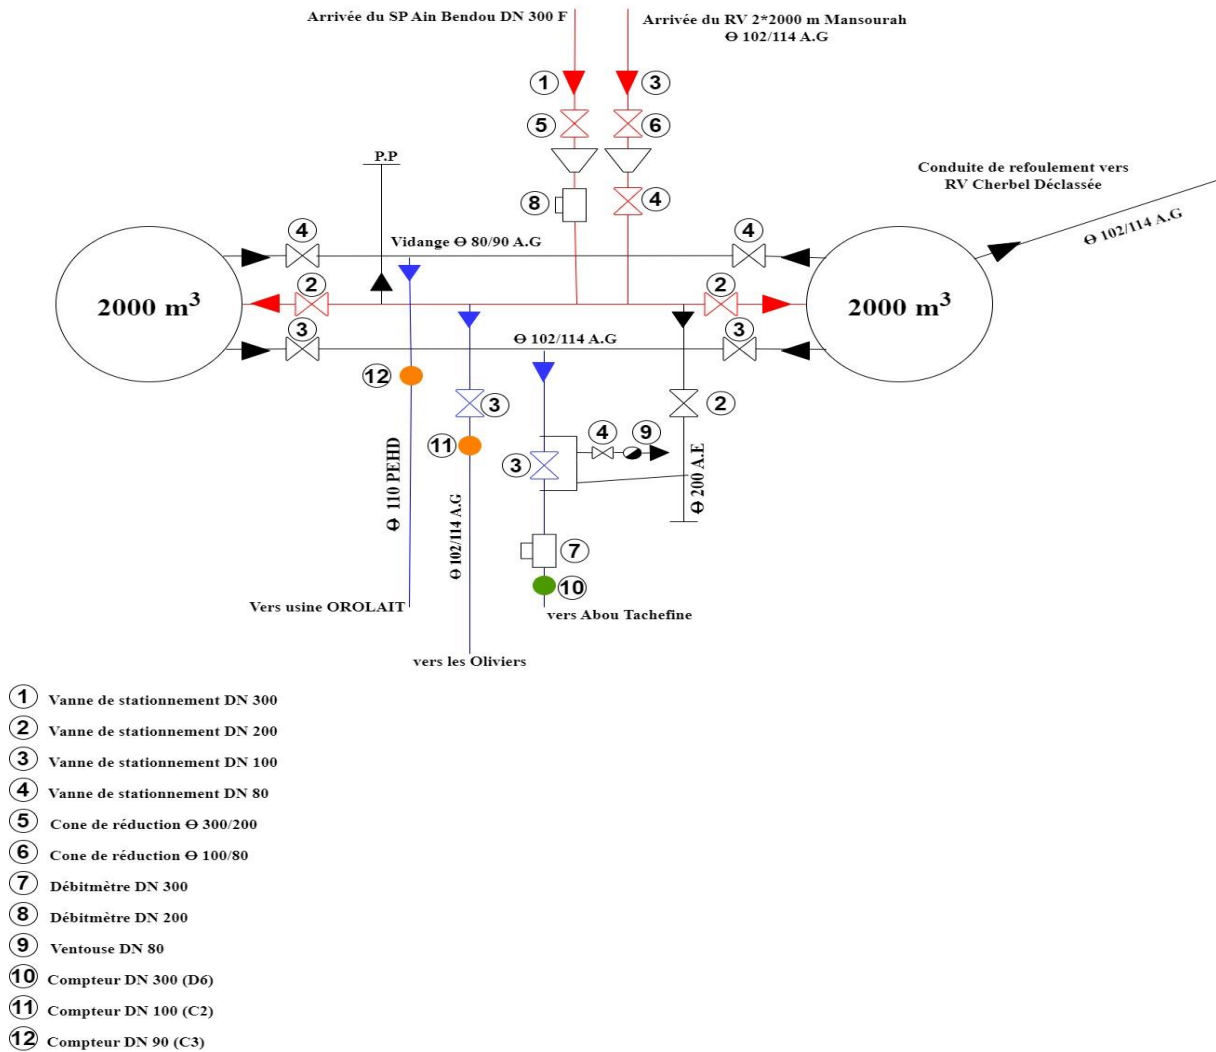 Arrivée du SP Ain Bendou DN 300 F
Arrivée du RV 2*2000 m Mansourah
Ɵ 102/114 A.G
1
3
5
6
P.P
Conduite de refoulement vers
RV Cherbel Déclassée
8
4
Ɵ 102/114 A.G
4
Vidange Ɵ 80/90 A.G
4
2
2
2000 m³
2000 m³
3
Ɵ 102/114 A.G
3
12
3
2
4
9
11
3
Ɵ 110 PEHD
Ɵ 102/114 A.G
Ɵ 200 A.E
7
10
Vers usine OROLAIT
vers Abou Tachefine
vers les Oliviers
1 Vanne de stationnement DN 300
2 Vanne de stationnement DN 200
3 Vanne de stationnement DN 100
4 Vanne de stationnement DN 80
5 Cone de réduction Ɵ 300/200
6 Cone de réduction Ɵ 100/80
7 Débitmètre DN 300
8 Débitmètre DN 200
9 Ventouse DN 80
10 Compteur DN 300 (D6)
11 Compteur DN 100 (C2)
12 Compteur DN 90 (C3)